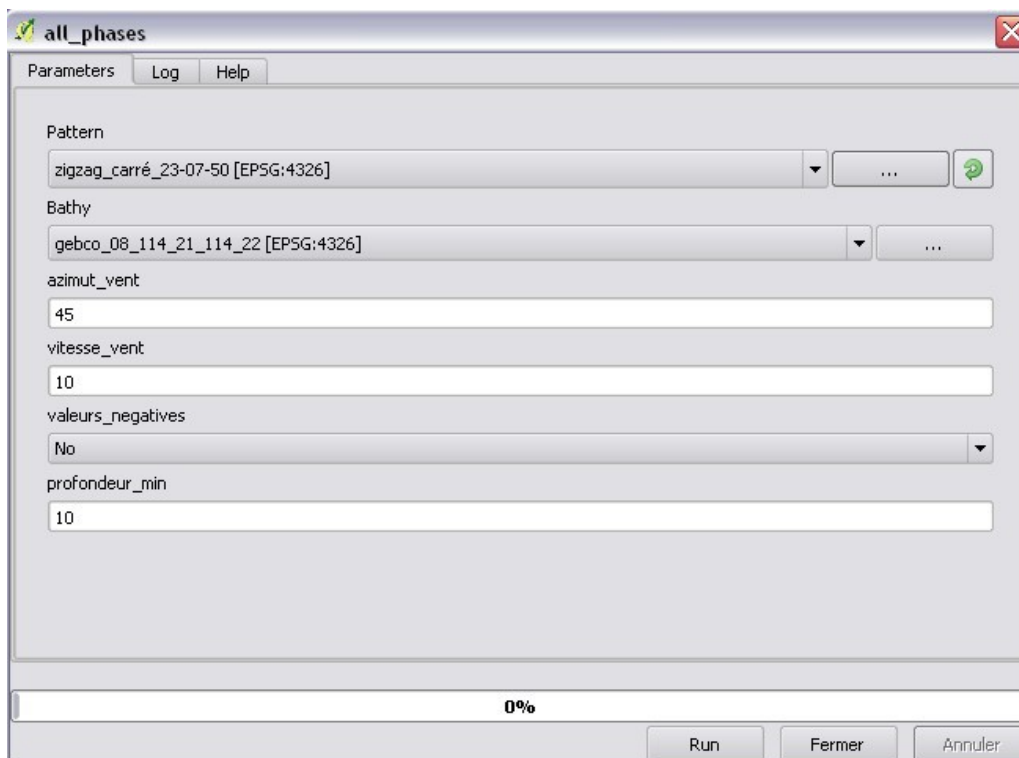 all_phases
Parameters Log Help
Pattern
zigzag_carré_23-07-50 [EPSG:4326]
...
Bathy
gebco_08_114_21_114_22 [EPSG:4326]
...
azimut_vent
45
vitesse_vent
10
valeurs_negatives
No
profondeur_min
10
0%
Run Fermer Annuler